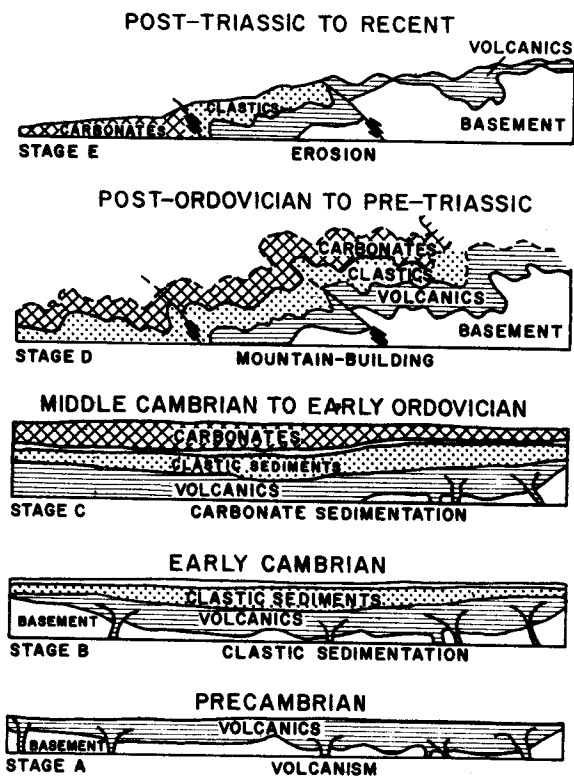 POST-TRIASSIC TO RECENT
VOLCANICS
CLASTICS
CARBONATES
BASEMENT
STAGE E
EROSION
POST-ORDOVICIAN TO PRE-TRIASSIC
CARBONATES
CLASTICS
VOLCANICS
BASEMENT
STAGE D
MOUNTAIN-BUILDING
MIDDLE CAMBRIAN TO EARLY ORDOVICIAN
CARBONATES
CLASTIC SEDIMENTS
VOLCANICS
STAGE C
CARBONATE SEDIMENTATION
EARLY CAMBRIAN
CLASTIC SEDIMENTS
BASEMENT
VOLCANICS
STAGE B
CLASTIC SEDIMENTATION
PRECAMBRIAN
VOLCANICS
BASEMENT
STAGE A
VOLCANISM